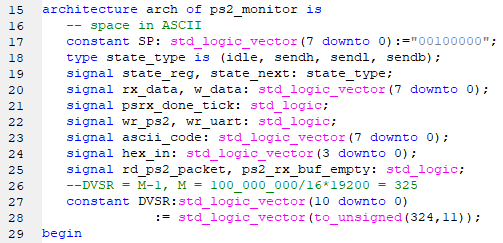 15 architecture arch of ps2_monitor is
16 -- space in ASCII
17 constant SP: std_logic_vector(7 downto 0):="00100000";
18 type state_type is (idle, sendh, sendl, sendb);
19 signal state_reg, state_next: state_type;
20 signal rx_data, w_data: std_logic_vector(7 downto 0);
21 signal psrx_done_tick: std_logic;
22 signal wr_ps2, wr_uart: std_logic;
23 signal ascii_code: std_logic_vector(7 downto 0);
24 signal hex_in: std_logic_vector(3 downto 0);
25 signal rd_ps2_packet, ps2_rx_buf_empty: std_logic;
26 --DVSR = M-1, M = 100_000_000/16*19200 = 325
27 constant DVSR:std_logic_vector(10 downto 0)
28 := std_logic_vector(to_unsigned(324,11));
29 begin